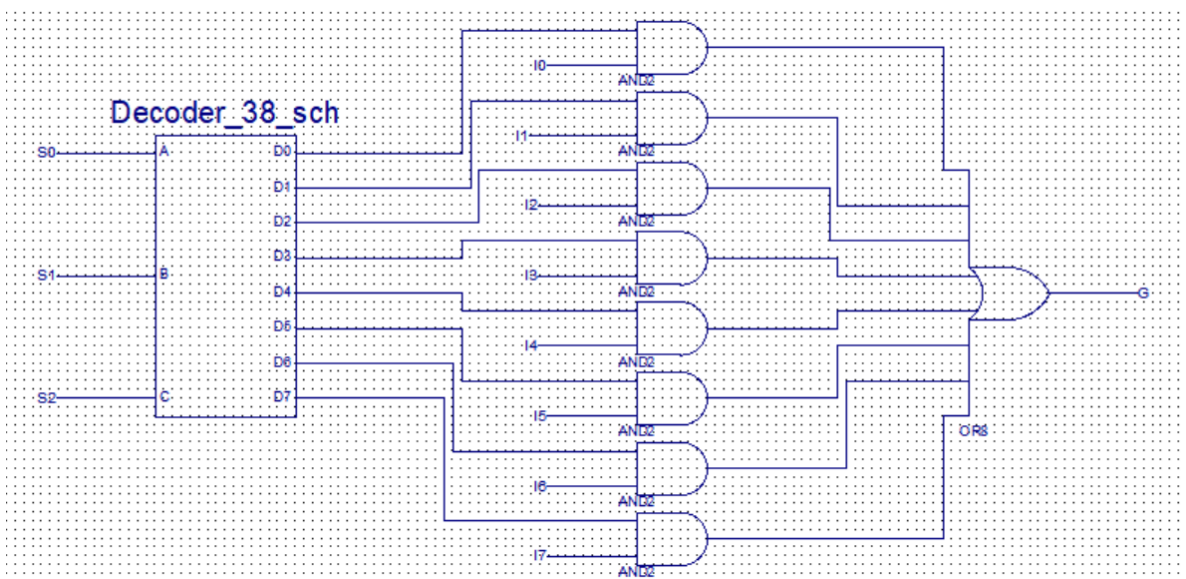 I0
AND2
Decoder_38_sch
I1
S0
A
D0
AND2
D1
I2
D2
AND2
D3
S1
B
I3
D4
AND2
G
D5
I4
AND2
D6
S2
C
D7
I5
AND2
OR8
I6
AND2
I7
AND2